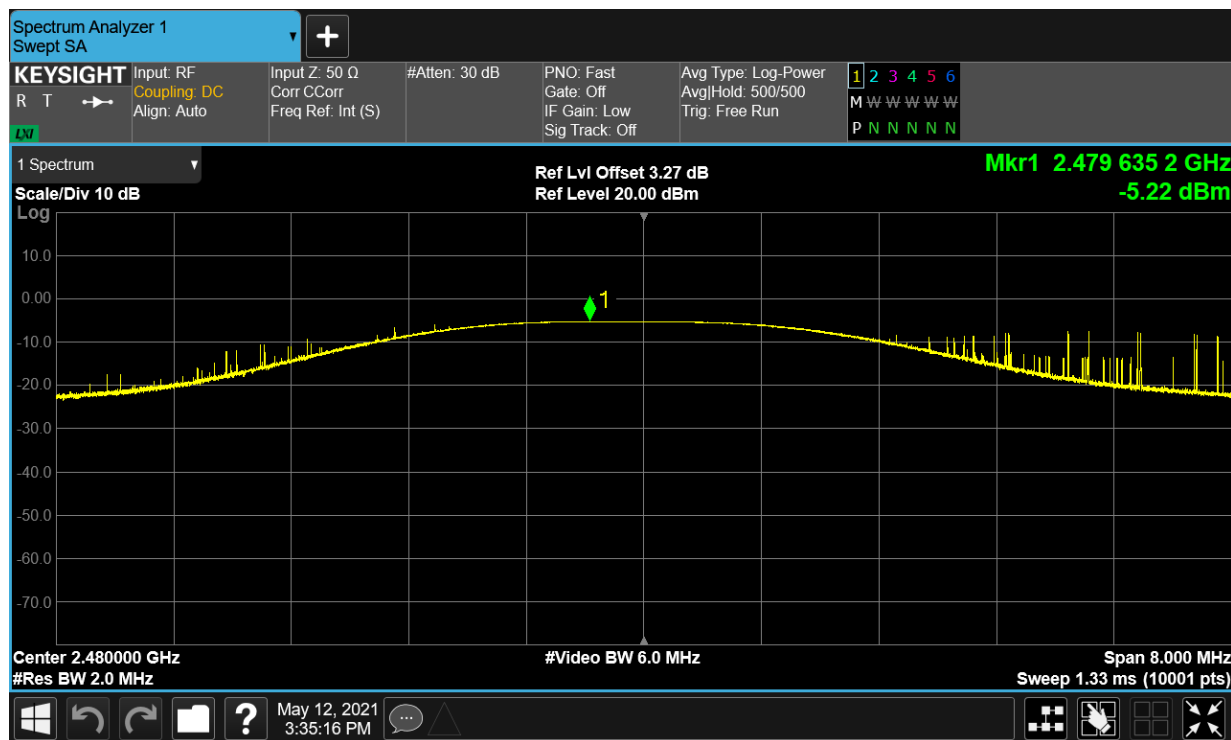 Spectrum Analyzer 1
Swept SA
+
KEYSIGHT
R T
LXI
Input: RF
Coupling: DC
Align: Auto
Input Z: 50 Ω
Corr CCorr
Freq Ref: Int (S)
#Atten: 30 dB
PNO: Fast
Gate: Off
IF Gain: Low
Sig Track: Off
Avg Type: Log-Power
Avg|Hold: 500/500
Trig: Free Run
1 2 3 4 5 6
M W W W W W W
P N N N N N
1 Spectrum
Scale/Div 10 dB
Log
Ref Lvl Offset 3.27 dB
Ref Level 20.00 dBm
Mkr1 2.479 635 2 GHz
-5.22 dBm
10.0
0.00
-10.0
-20.0
-30.0
-40.0
-50.0
-60.0
-70.0
1
Center 2.480000 GHz
#Res BW 2.0 MHz
#Video BW 6.0 MHz
Span 8.000 MHz
Sweep 1.33 ms (10001 pts)
?
May 12, 2021
3:35:16 PM